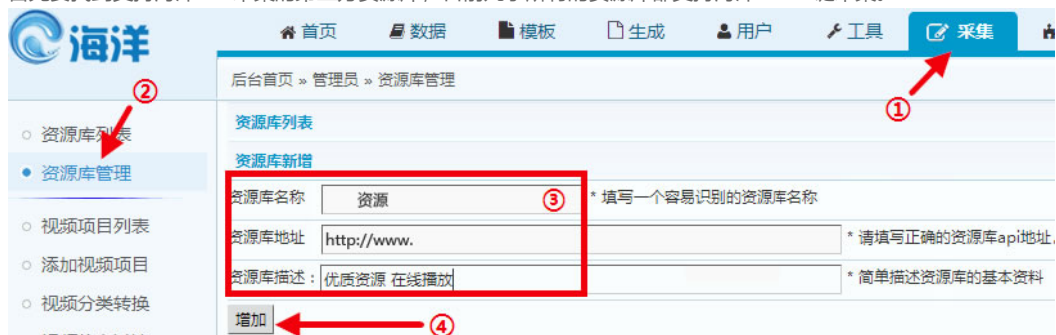 海洋
首页 数据 模板 生成 用户 工具 采集
后台首页 » 管理员 » 资源库管理
①
②
资源库列表
资源库管理
视频项目列表
添加视频项目
视频分类转换
资源库列表
资源库新增
资源库名称 资源 ③ * 填写一个容易识别的资源库名称
资源库地址 http://www. * 请填写正确的资源库api地址
资源库描述： 优质资源 在线播放 * 简单描述资源库的基本资料
增加 ④